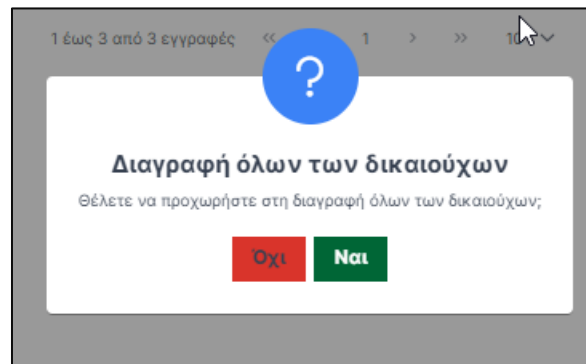 1 έως 3 από 3 εγγραφές « 1 > >> 10
?
Διαγραφή όλων των δικαιούχων
Θέλετε να προχωρήστε στη διαγραφή όλων των δικαιούχων;
Όχι Ναι